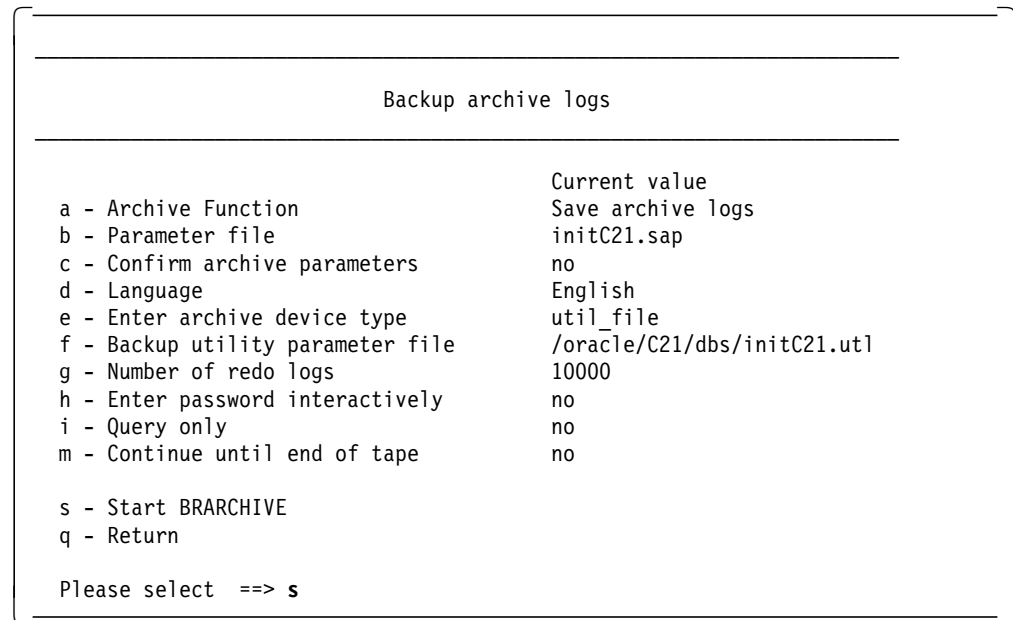 Backup archive logs
Current value
a - Archive Function Save archive logs
b - Parameter file initC21.sap
c - Confirm archive parameters no
d - Language English
e - Enter archive device type util_file
f - Backup utility parameter file /oracle/C21/dbs/initC21.utl
g - Number of redo logs 10000
h - Enter password interactively no
i - Query only no
m - Continue until end of tape no
s - Start BRARCHIVE
q - Return
Please select ==> s